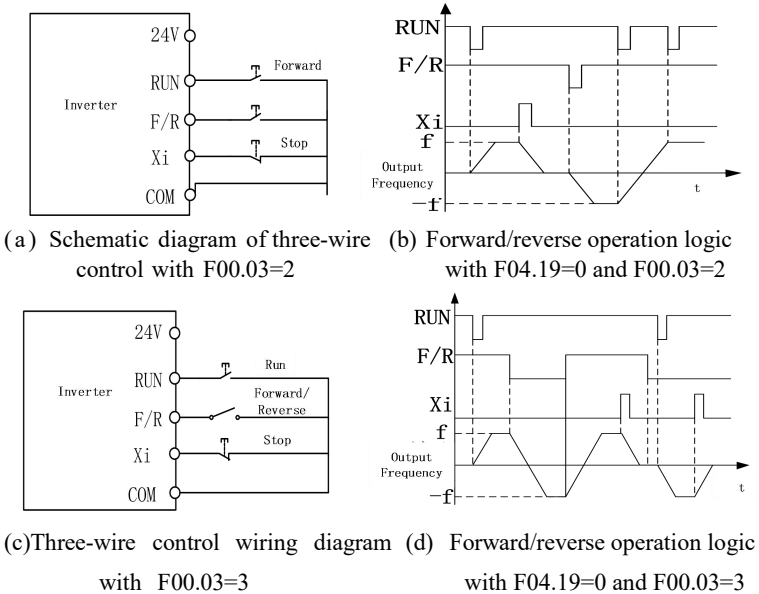 24V
RUN
Forward
Inverter
F/R
Xi
Stop
COM
RUN
F/R
Xi
f
Output
Frequency
t
-f
(a) Schematic diagram of three-wire
control with F00.03=2
(b) Forward/reverse operation logic
with F04.19=0 and F00.03=2
24V
RUN
Run
Inverter
Forward/
Reverse
F/R
Xi
Stop
COM
RUN
F/R
Xi
f
Output
Frequency
t
-f
(c)Three-wire control wiring diagram
with F00.03=3
(d) Forward/reverse operation logic
with F04.19=0 and F00.03=3